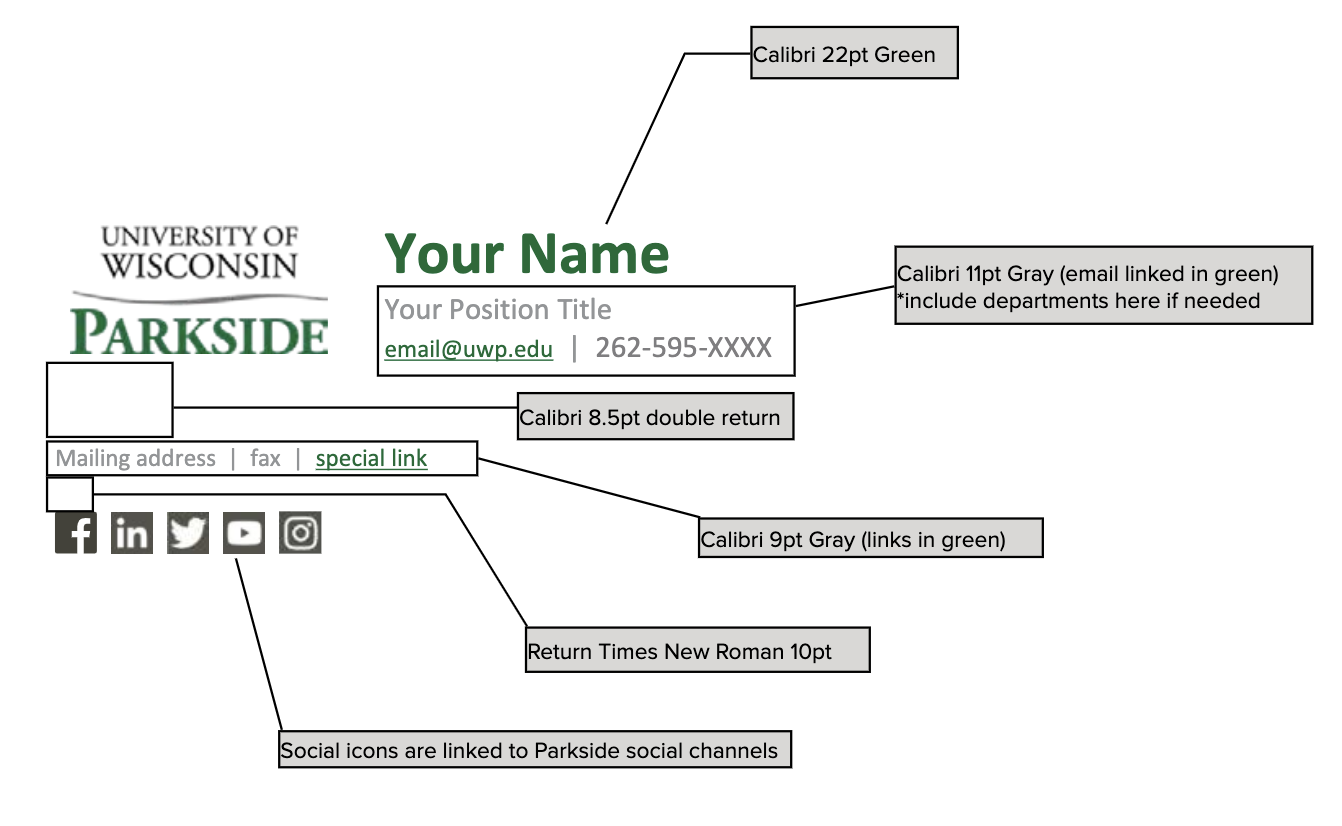 Calibri 22pt Green
UNIVERSITY OF
WISCONSIN
PARKSIDE
Your Name
Your Position Title
email@uwp.edu | 262-595-XXXX
Calibri 11pt Gray (email linked in green)
*include departments here if needed
Calibri 8.5pt double return
Mailing address | fax | special link
f in
Calibri 9pt Gray (links in green)
Return Times New Roman 10pt
Social icons are linked to Parkside social channels